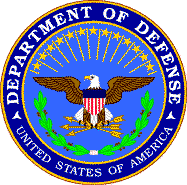 DEPARTMENT OF DEFENSE
UNITED STATES OF AMERICA